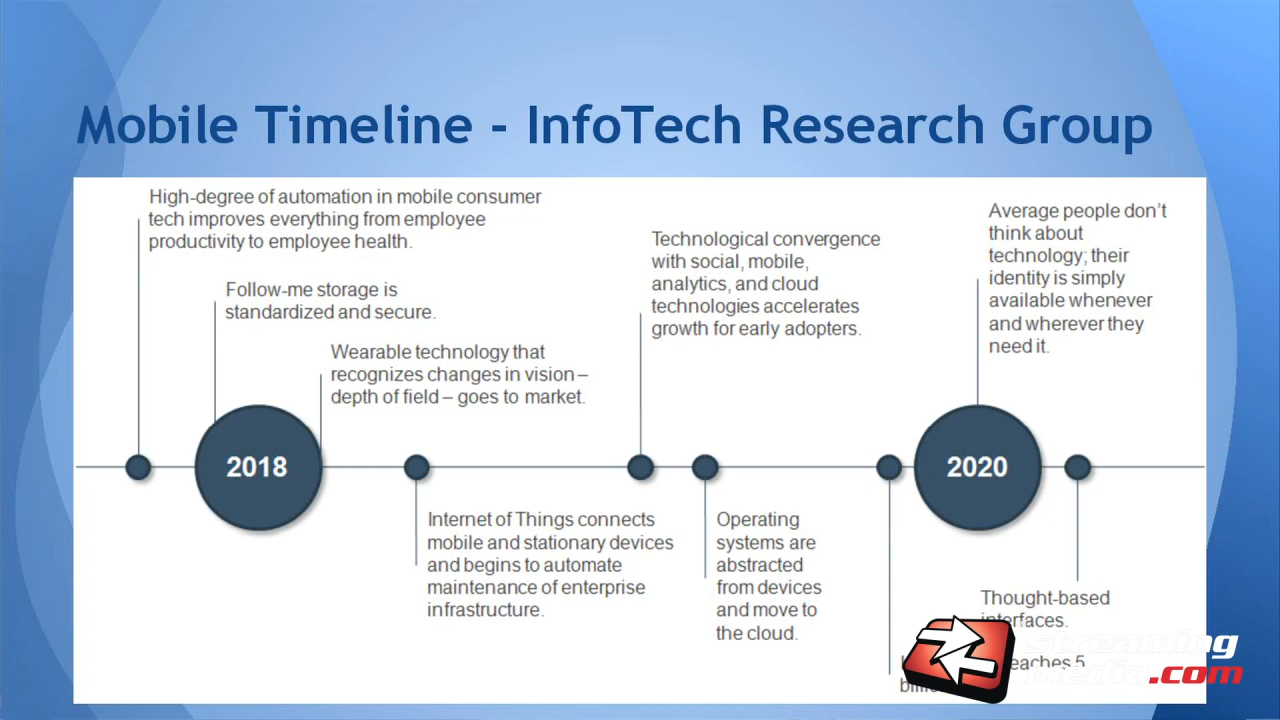 Mobile Timeline - InfoTech Research Group
High-degree of automation in mobile consumer
tech improves everything from employee
productivity to employee health.
Follow-me storage is
standardized and secure.
Wearable technology that
recognizes changes in vision –
depth of field – goes to market.
2018
Internet of Things connects
mobile and stationary devices
and begins to automate
maintenance of enterprise
infrastructure.
Technological convergence
with social, mobile,
analytics, and cloud
technologies accelerates
growth for early adopters.
Operating
systems are
abstracted
from devices
and move to
the cloud.
Average people don't
think about
technology; their
identity is simply
available whenever
and wherever they
need it.
2020
Thought-based
interfaces.
5
streaming
media.com